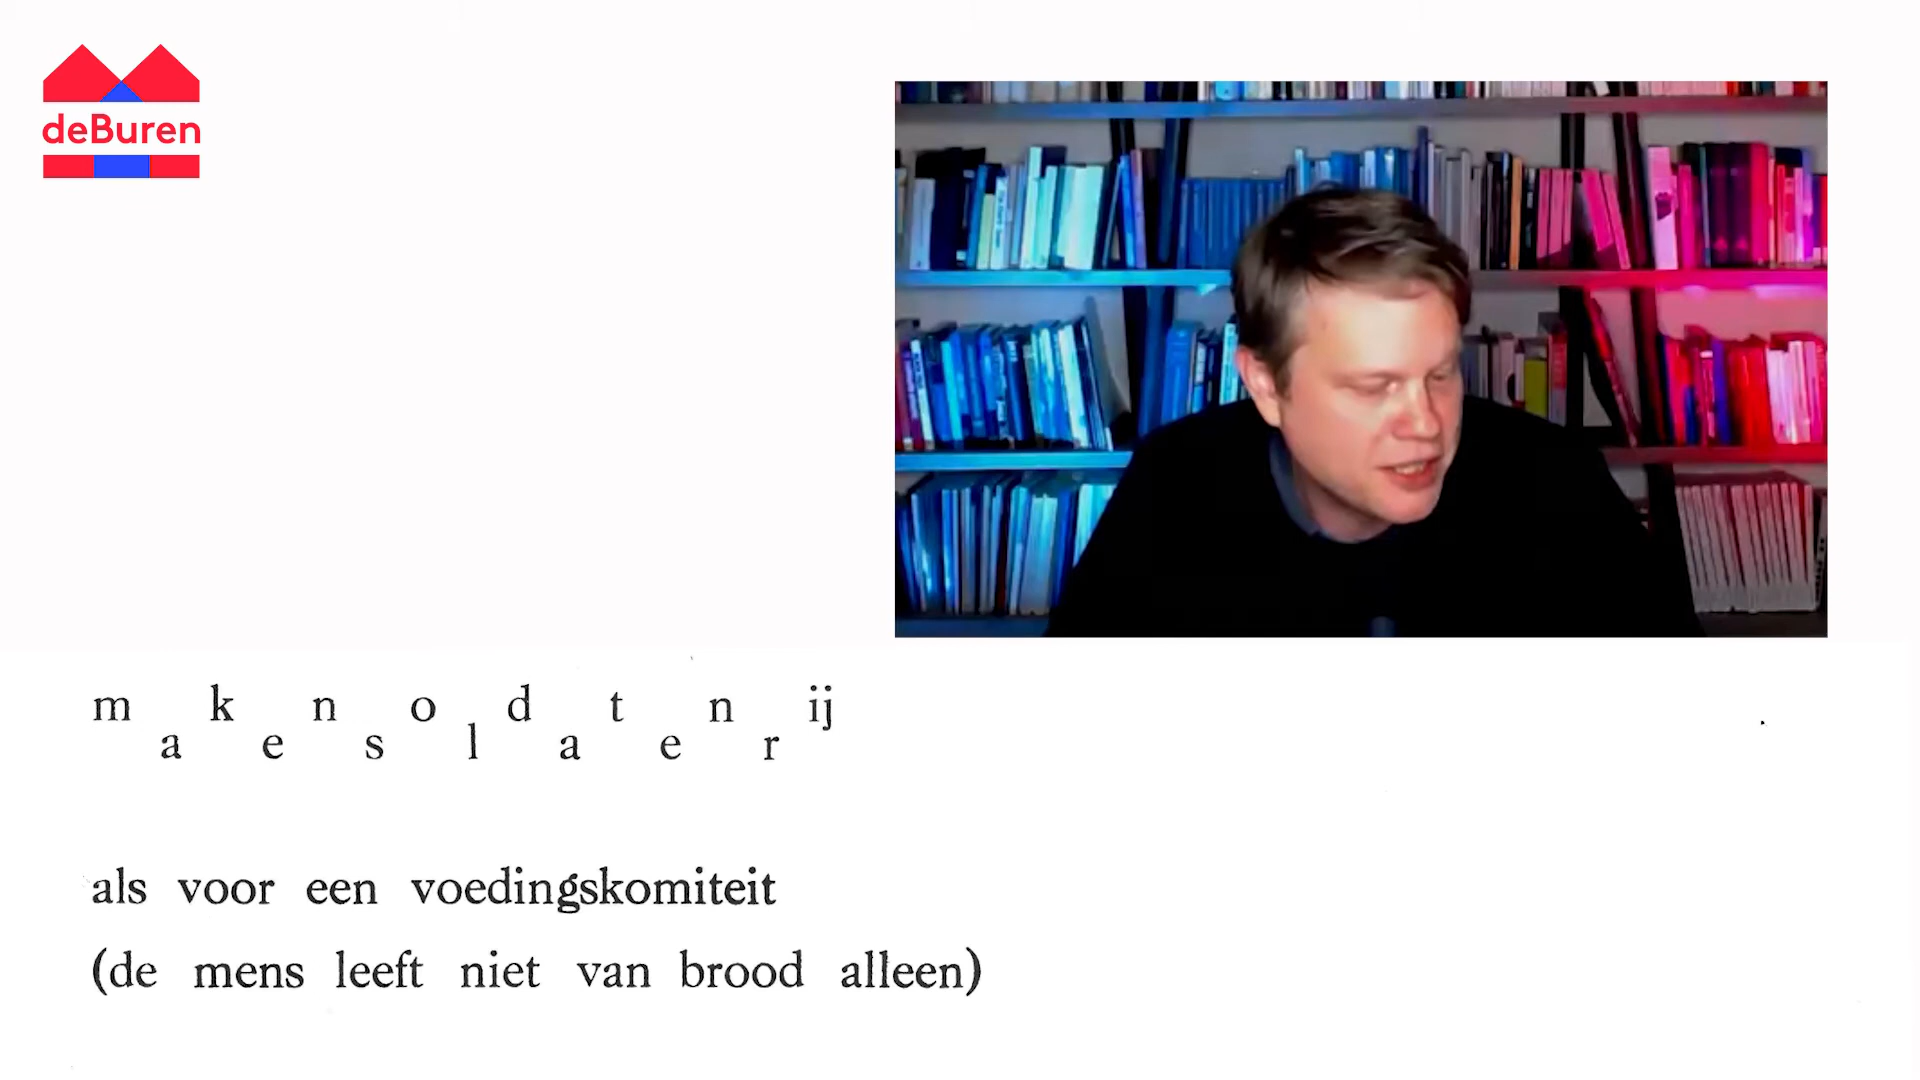 deBuren
m a k e n s o l d a t e n r ij
als voor een voedingskomiteit
(de mens leeft niet van brood alleen)